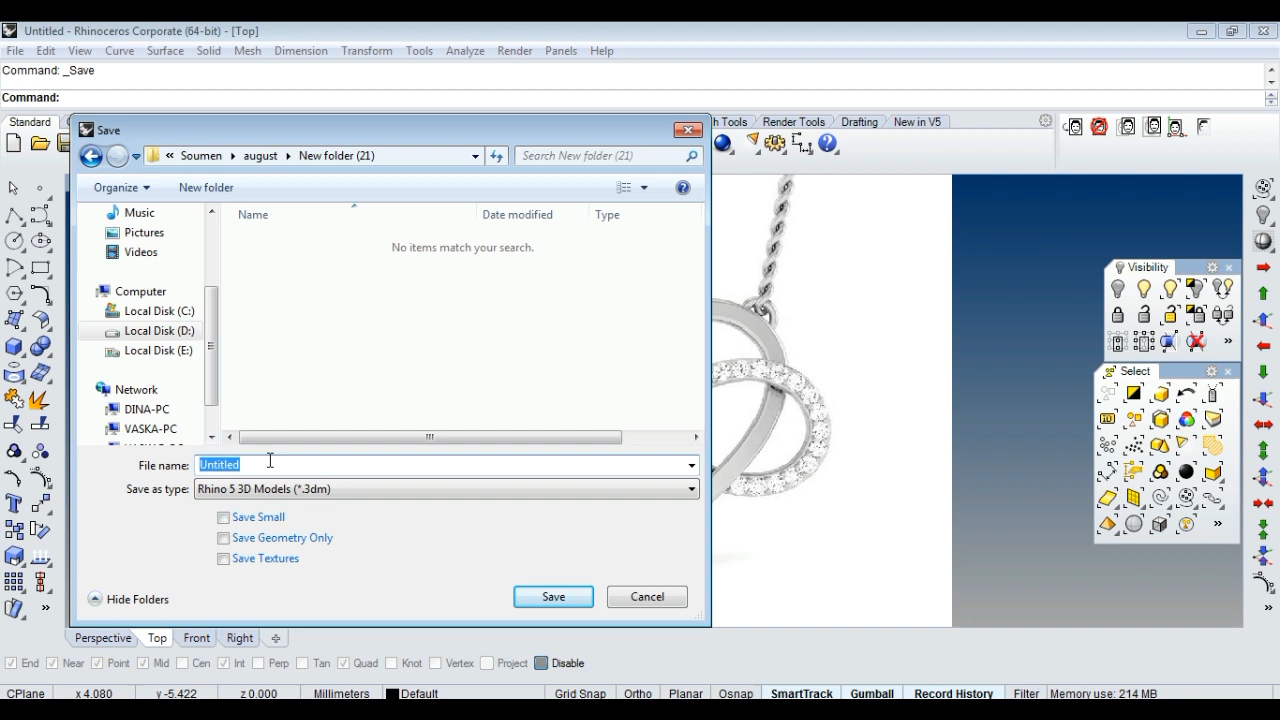 Untitled - Rhinoceros Corporate (64-bit) - [Top]
File Edit View Curve Surface Solid Mesh Dimension Transform Tools Analyze Render Panels Help
Command: _Save
Command:
Standard
Mesh Tools Render Tools Drafting New in V5
Save
« Soumen august New folder (21)
Search New folder (21)
Organize New folder
Name Date modified Type
No items match your search.
Music
Pictures
Videos
Computer
Local Disk (C:)
Local Disk (D:)
Local Disk (E:)
Network
DINA-PC
VASKA-PC
File name: Untitled
Save as type: Rhino 5 3D Models (*.3dm)
Save Small
Save Geometry Only
Save Textures
Hide Folders
Save Cancel
Visibility
Select
Perspective Top Front Right
End Near Point Mid Cen Int Perp Tan Quad Knot Vertex Project Disable
CPlane x 4.080 y -5.422 z 0.000 Millimeters Default Grid Snap Ortho Planar Osnap SmartTrack Gumball Record History Filter Memory use: 214 MB